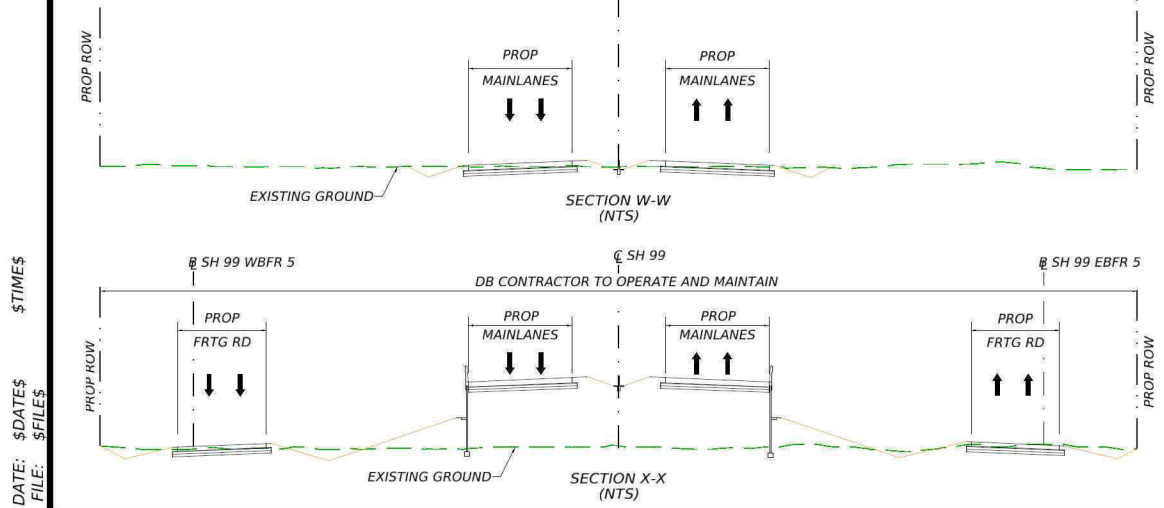 PROP ROW
PROP
MAINLANES
PROP
MAINLANES
PROP ROW
EXISTING GROUND
SECTION W-W
(NTS)
℄ SH 99
B SH 99 WBFR 5
B SH 99 EBFR 5
DB CONTRACTOR TO OPERATE AND MAINTAIN
PROP
FRTG RD
PROP
MAINLANES
PROP
MAINLANES
PROP
FRTG RD
PROP ROW
PROP ROW
EXISTING GROUND
SECTION X-X
(NTS)
DATE: $DATE$ $TIME$
FILE: $FILE$